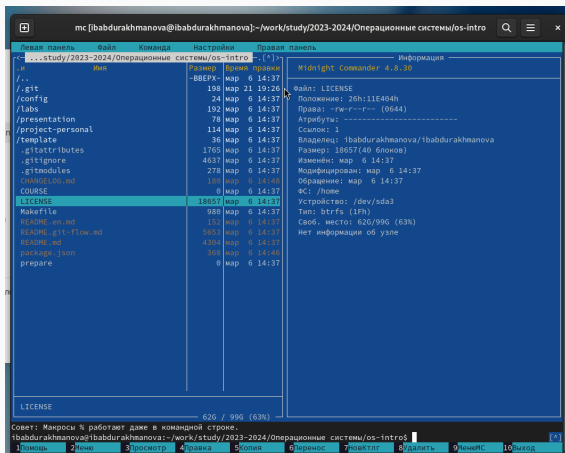 mc [ibabdurakhmanova@ibabdurakhmanova]:~/work/study/2023-2024/Операционные системы/os-intro
Левая панель Файл Команда Настройки Правая панель
<- ...study/2023-2024/Операционные системы/os-intro -.[^]>
.и Имя Размер Время правки
/.. -ВВЕРХ- мар 6 14:37
/.git 198 мар 21 19:26
/config 24 мар 6 14:37
/labs 192 мар 6 14:37
/presentation 78 мар 6 14:37
/project-personal 114 мар 6 14:37
/template 36 мар 6 14:37
.gitattributes 1765 мар 6 14:37
.gitignore 4637 мар 6 14:37
.gitmodules 278 мар 6 14:37
CHANGELOG.md мар 6 14:46
COURSE 0 мар 6 14:37
LICENSE 18657 мар 6 14:37
Makefile 980 мар 6 14:37
README.en.md 152 мар 6 14:37
README.git-flow.md 5653 мар 6 14:37
README.md 4304 мар 6 14:37
package.json 368 мар 6 14:46
prepare 0 мар 6 14:37
LICENSE
62G / 99G (63%)
Информация
Midnight Commander 4.8.30
Файл: LICENSE
Положение: 26h:11E404h
Права: -rw-r--r-- (0644)
Атрибуты: ----------------------
Ссылок: 1
Владелец: ibabdurakhmanova/ibabdurakhmanova
Размер: 18657(40 блоков)
Изменён: мар 6 14:37
Модифицирован: мар 6 14:37
Обращение: мар 6 14:37
ФС: /home
Устройство: /dev/sda3
Тип: btrfs (1Fh)
Своб. место: 62G/99G (63%)
Нет информации об узле
Совет: Макросы % работают даже в командной строке.
ibabdurakhmanova@ibabdurakhmanova:~/work/study/2023-2024/Операционные системы/os-intro$ [^]
1Помощь 2Меню 3Просмотр 4Правка 5Копия 6Перенос 7НовКтлг 8Удалить 9МенюМС 10Выход